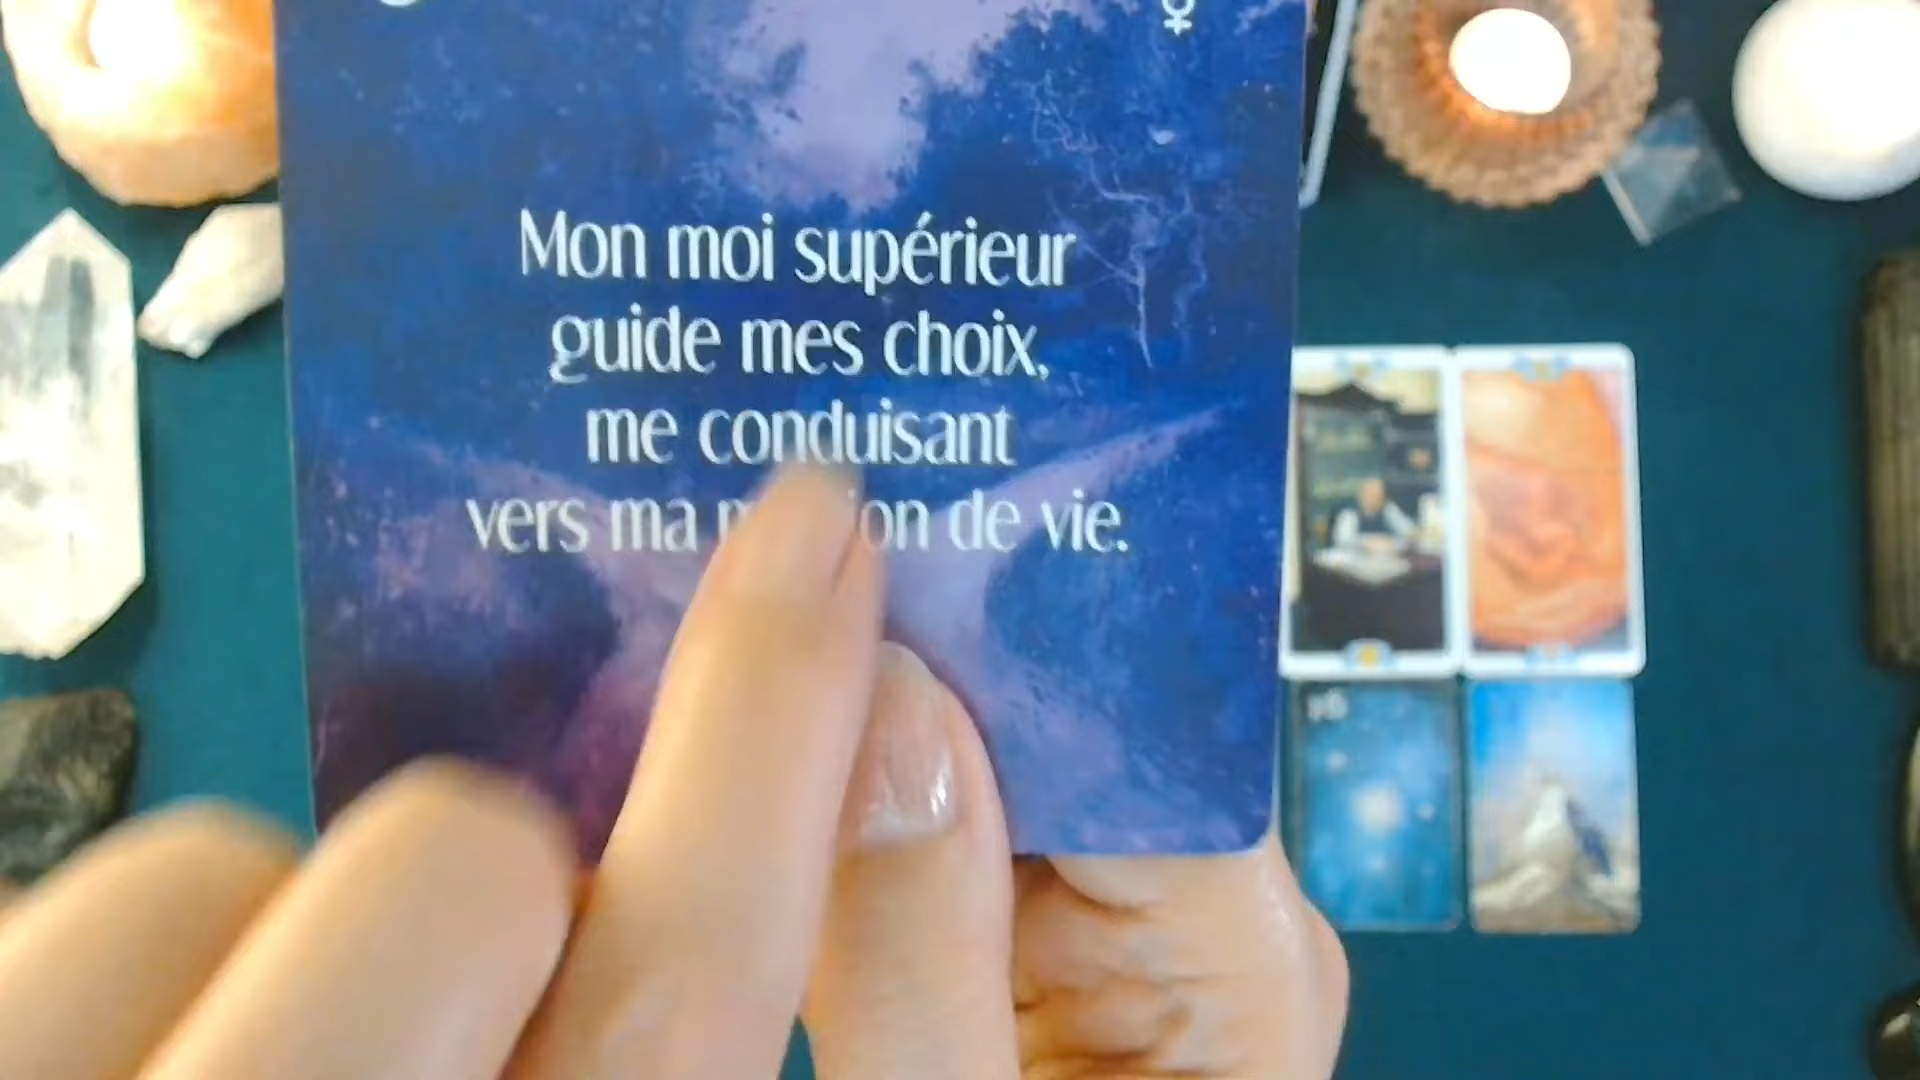 Mon moi supérieur
guide mes choix,
me conduisant
vers ma de vie.